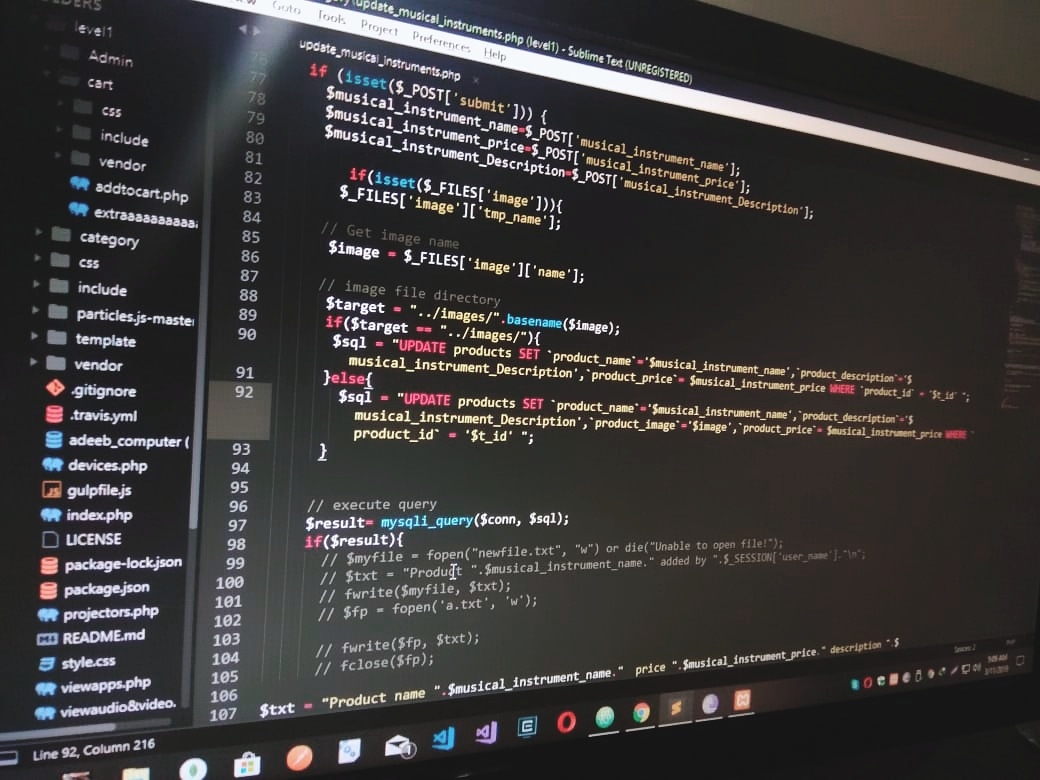 update_musical_instruments.php (level1) - Sublime Text (UNREGISTERED)
Goto Tools Project Preferences Help
update_musical_instruments.php ×
level1
Admin
cart
css
include
vendor
addtocart.php
category
css
include
particles.js-master
template
vendor
.gitignore
.travis.yml
adeeb_computer (
devices.php
gulpfile.js
index.php
LICENSE
package-lock.json
package.json
projectors.php
README.md
style.css
viewapps.php
viewaudio&video.
76
77 if (isset($_POST['submit'])) {
78 $musical_instrument_name=$_POST['musical_instrument_name'];
79 $musical_instrument_price=$_POST['musical_instrument_price'];
80 $musical_instrument_Description=$_POST['musical_instrument_Description'];
81
82 if(isset($_FILES['image'])){
83 $_FILES['image']['tmp_name'];
84
85 // Get image name
86 $image = $_FILES['image']['name'];
87
88 // image file directory
89 $target = "../images/".basename($image);
90 if($target == "../images/"){
$sql = "UPDATE products SET `product_name`='$musical_instrument_name',`product_description`='$
musical_instrument_Description',`product_price`= $musical_instrument_price WHERE `product_id` = '$t_id' ";
91 }else{
92 $sql = "UPDATE products SET `product_name`='$musical_instrument_name',`product_description`='$
musical_instrument_Description',`product_image`='$image',`product_price`= $musical_instrument_price WHERE `
product_id` = '$t_id' ";
93 }
94
95
96 // execute query
97 $result= mysqli_query($conn, $sql);
98 if($result){
99 // $myfile = fopen("newfile.txt", "w") or die("Unable to open file!");
100 // $txt = "Product ".$musical_instrument_name." added by ".$_SESSION['user_name']."\n";
101 // fwrite($myfile, $txt);
102 // $fp = fopen('a.txt', 'w');
103
104 // fwrite($fp, $txt);
105 // fclose($fp);
106
107 $txt = "Product name ".$musical_instrument_name." price ".$musical_instrument_price." description ".$
Line 92, Column 216
Spaces: 2
PHP